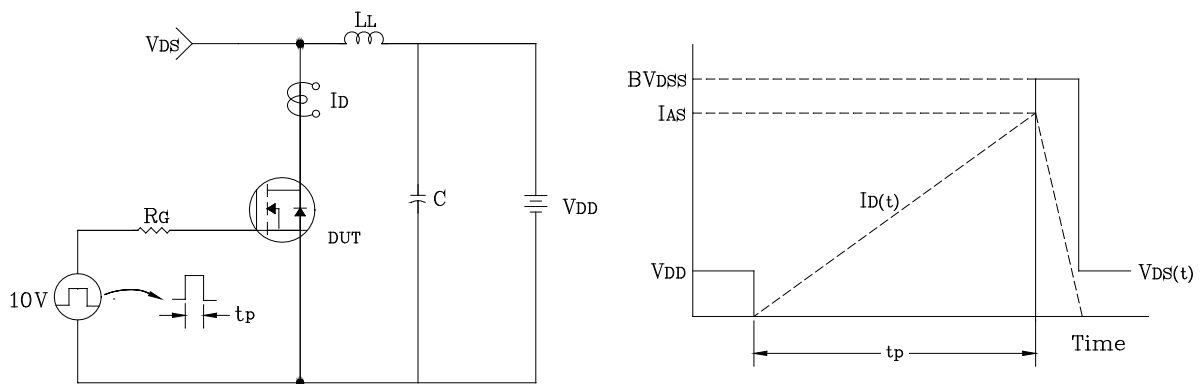 LL
VDS
ID
C
VDD
RG
DUT
10V
tp
BVDSS
IAS
ID(t)
VDD
VDS(t)
Time
tp